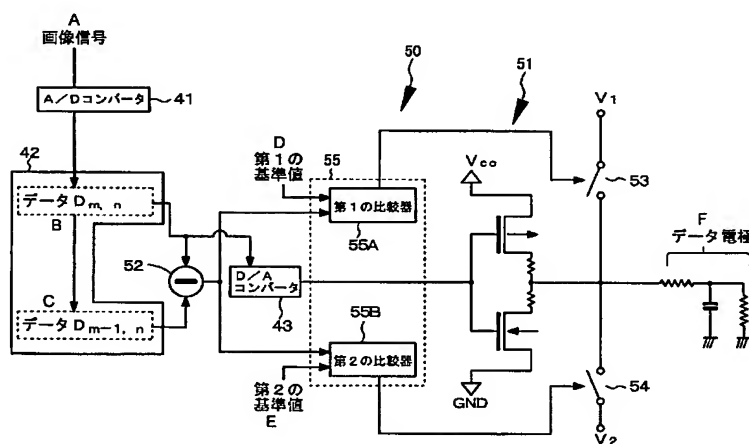 A
画像信号
A／Dコンバータ
41
42
データ Dm, n
B
C
データ Dm−1, n
52
D／A
コンバータ
43
D
第1の
基準値
55
第1の比較器
55A
55B
第2の比較器
第2の
基準値
E
50
51
Vco
GND
V1
53
F
データ電極
54
V2